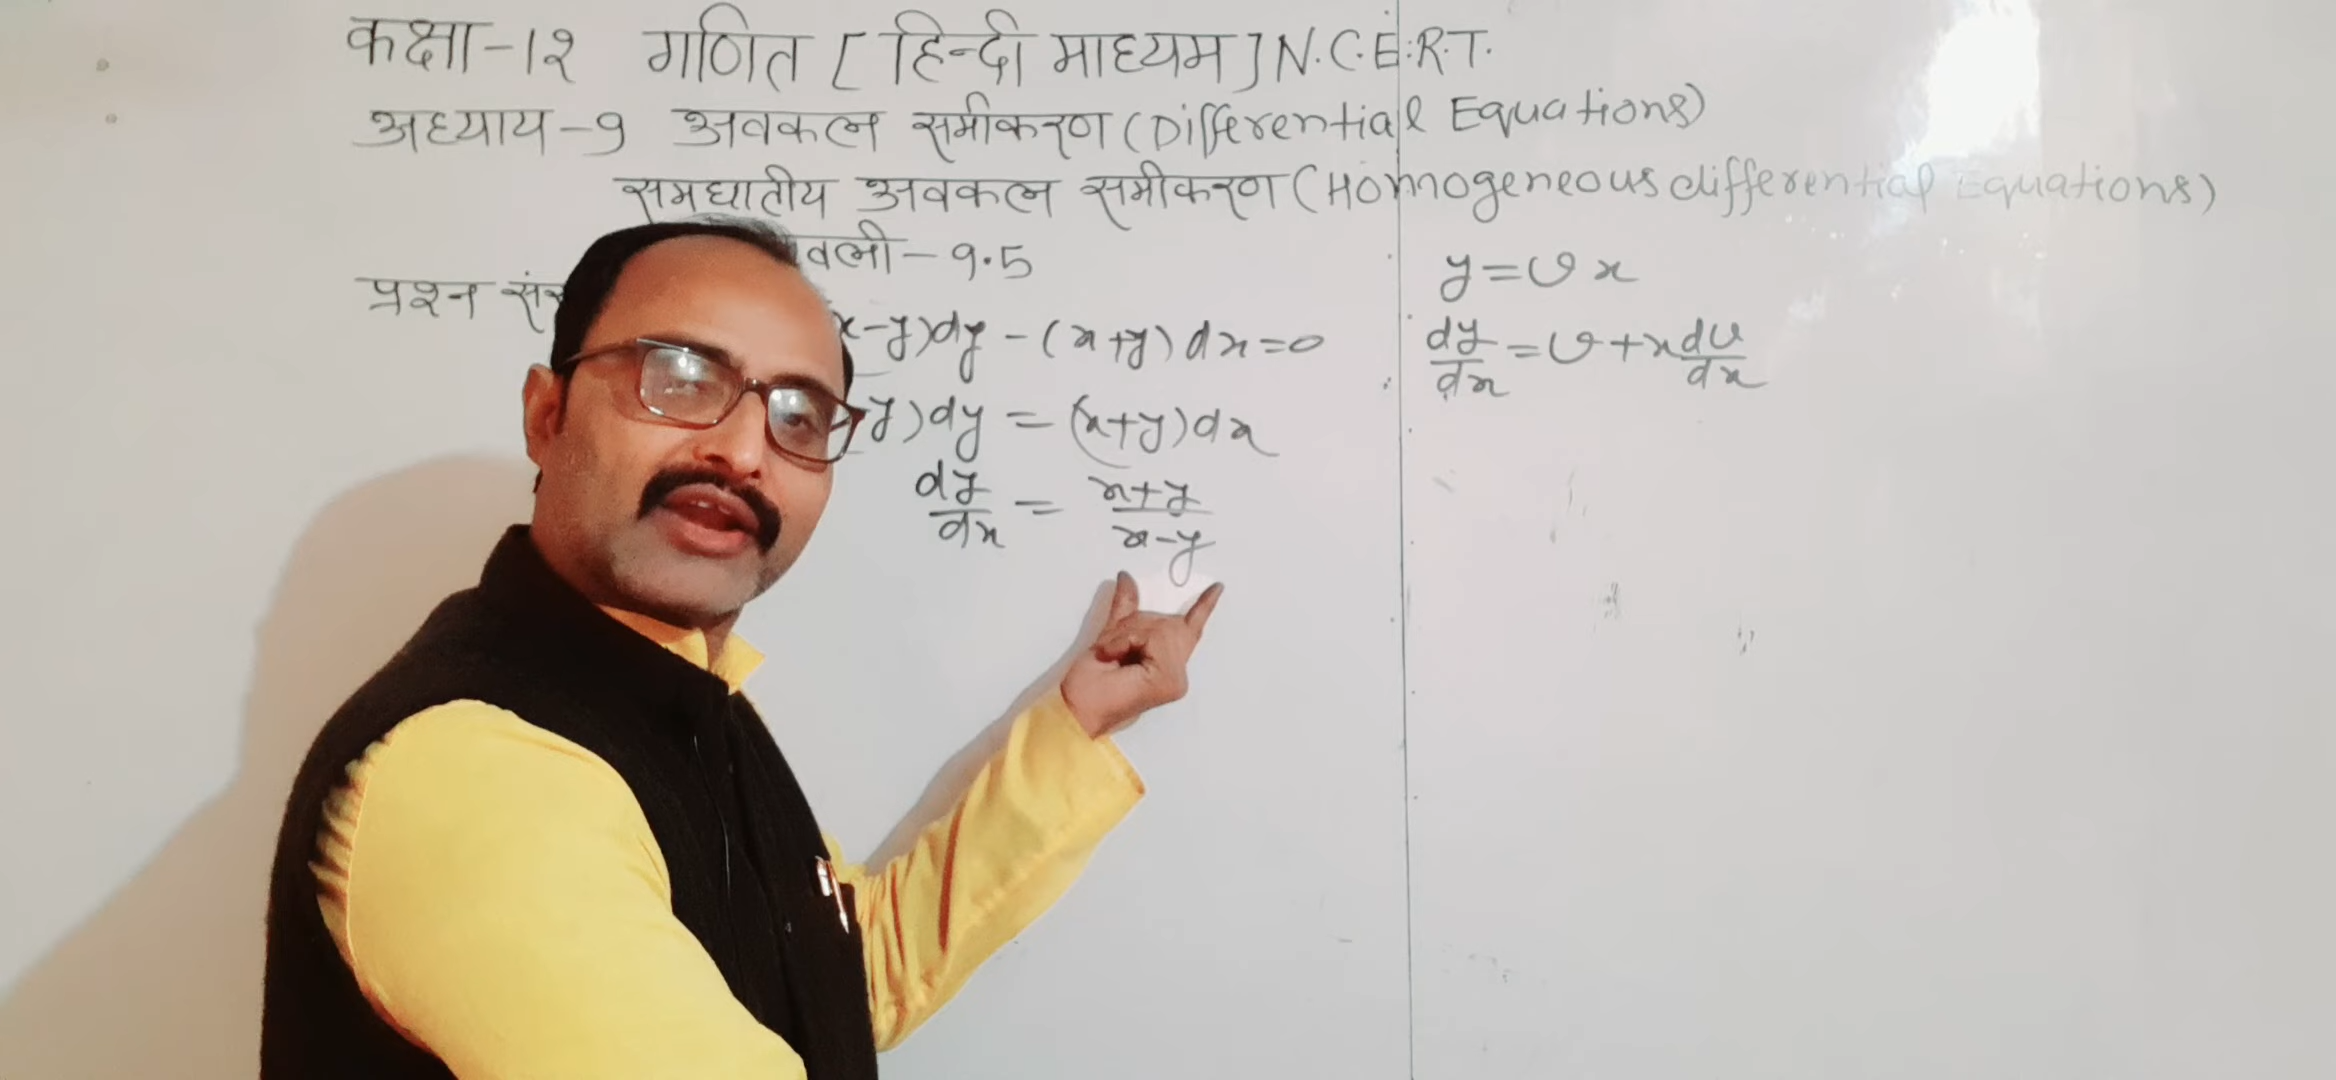 कक्षा-१२ गणित [हिन्दी माध्यम] N.C.E.R.T.
अध्याय-9 अवकल समीकरण (Differential Equations)
समघातीय अवकल समीकरण (Homogeneous differential Equations)
वली-9.5
प्रश्न
x-y)dy-(x+y)dx=0
y)dy=(x+y)dx
dy/dx = x+y/x-y
y=vx
dy/dx=v+x dv/dx